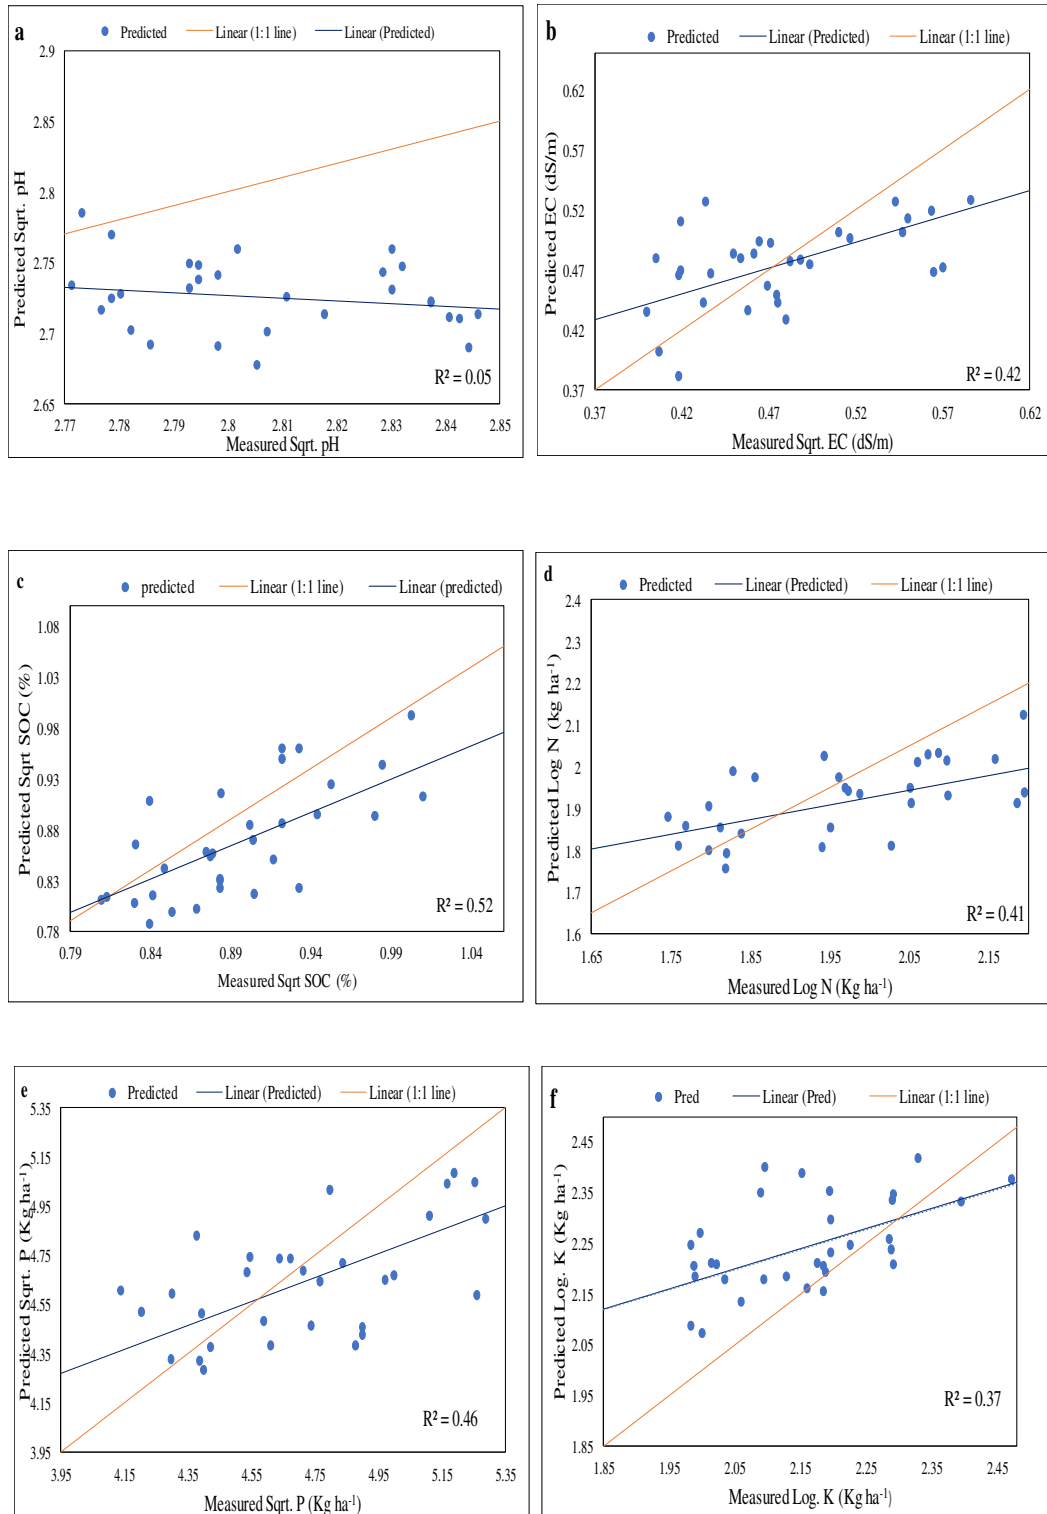 a
Predicted Linear (1:1 line) Linear (Predicted)
2.9
2.85
2.8
2.75
2.7
2.65
Predicted Sqrt. pH
R² = 0.05
2.77 2.78 2.79 2.8 2.81 2.82 2.83 2.84 2.85
Measured Sqrt. pH
b
Predicted Linear (Predicted) Linear (1:1 line)
0.62
0.57
0.52
0.47
0.42
0.37
Predicted EC (dS/m)
R² = 0.42
0.37 0.42 0.47 0.52 0.57 0.62
Measured Sqrt. EC (dS/m)
c
predicted Linear (1:1 line) Linear (predicted)
1.08
1.03
0.98
0.93
0.88
0.83
0.78
Predicted Sqrt SOC (%)
R² = 0.52
0.79 0.84 0.89 0.94 0.99 1.04
Measured Sqrt SOC (%)
d
Predicted Linear (Predicted) Linear (1:1 line)
2.4
2.3
2.2
2.1
2
1.9
1.8
1.7
1.6
Predicted Log N (kg ha⁻¹)
R² = 0.41
1.65 1.75 1.85 1.95 2.05 2.15
Measured Log N (Kg ha⁻¹)
e
Predicted Linear (Predicted) Linear (1:1 line)
5.35
5.15
4.95
4.75
4.55
4.35
4.15
3.95
Predicted Sqrt. P (Kg ha⁻¹)
R² = 0.46
3.95 4.15 4.35 4.55 4.75 4.95 5.15 5.35
Measured Sqrt. P (Kg ha⁻¹)
f
Pred Linear (Pred) Linear (1:1 line)
2.45
2.35
2.25
2.15
2.05
1.95
1.85
Predicted Log. K (Kg ha⁻¹)
R² = 0.37
1.85 1.95 2.05 2.15 2.25 2.35 2.45
Measured Log. K (Kg ha⁻¹)